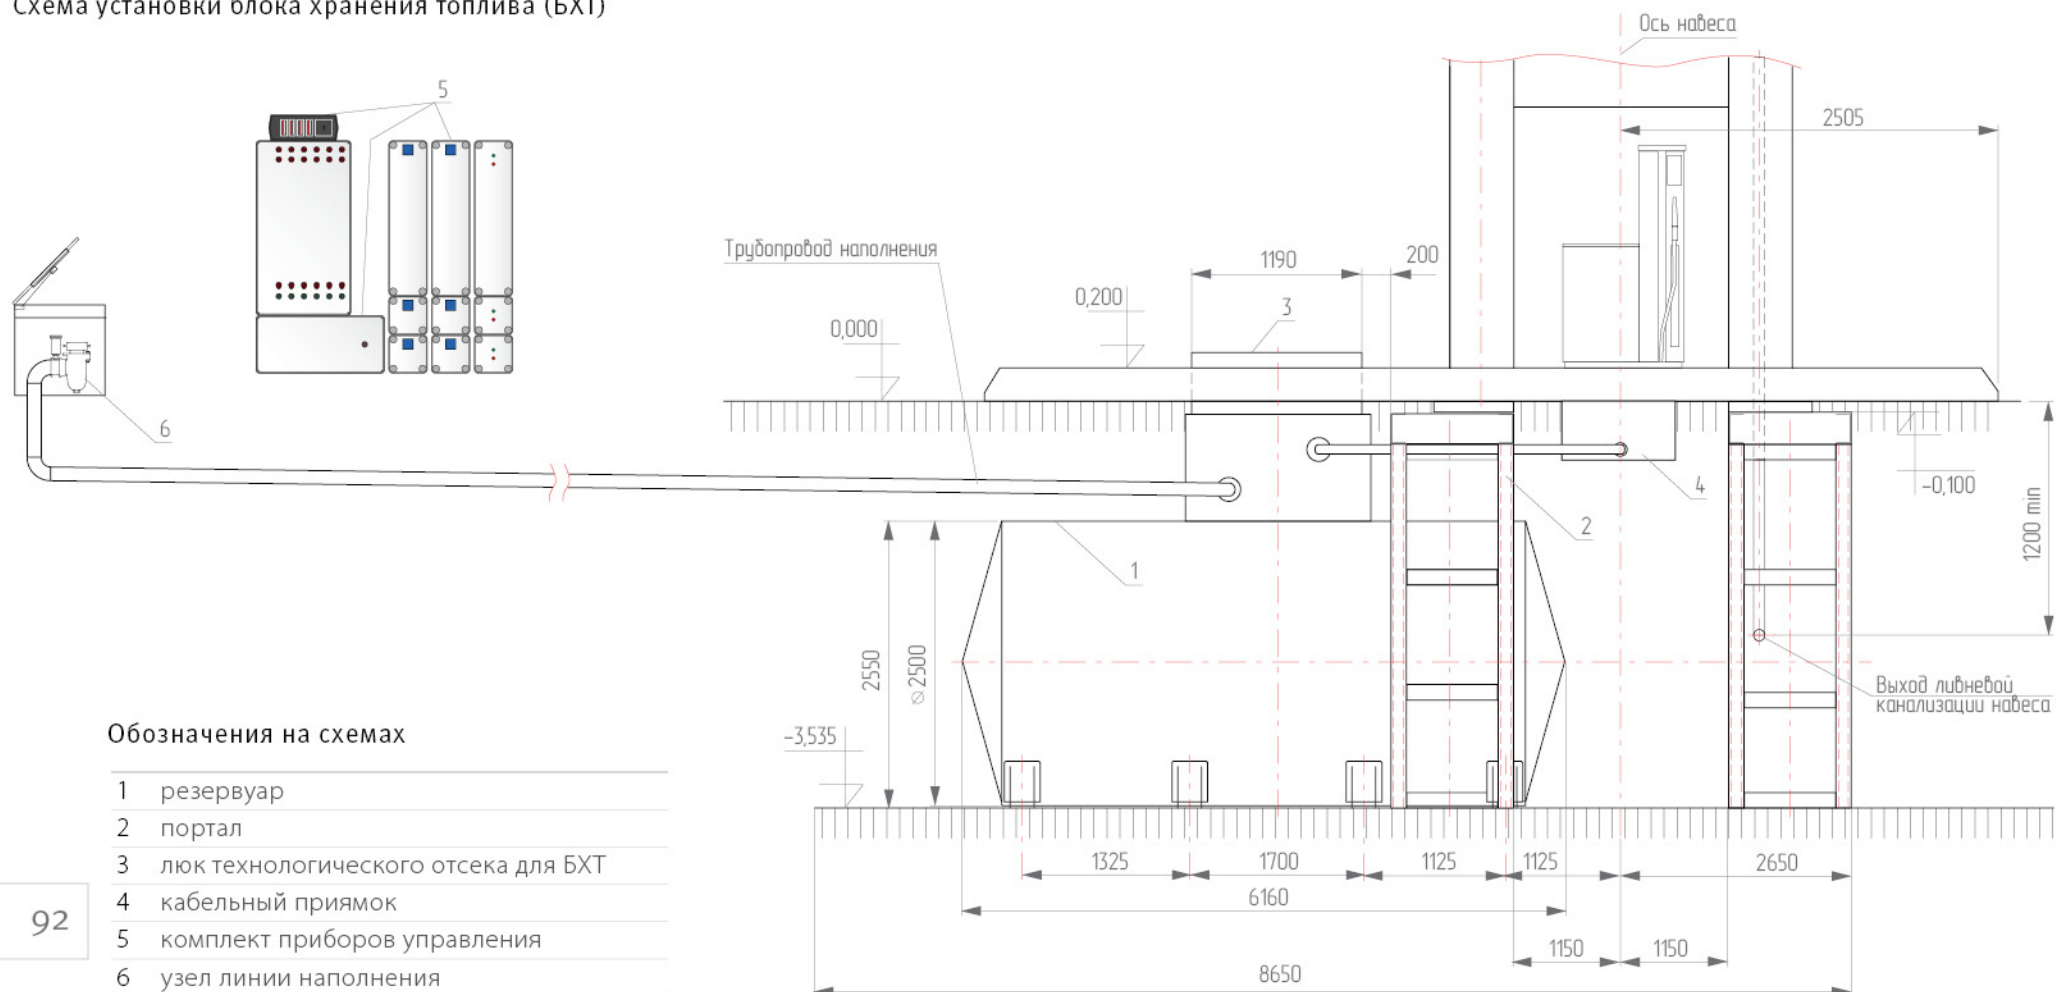 Схема установки блока хранения топлива (БХТ)
Ось навеса
5
2505
Трубопровод наполнения
1190
200
0,200
3
0,000
6
4
-0,100
2
1200 min
1
2550
⌀2500
Выход ливневой
канализации навеса
-3,535
Обозначения на схемах
1 резервуар
2 портал
3 люк технологического отсека для БХТ
4 кабельный приямок
5 комплект приборов управления
6 узел линии наполнения
92
1325
1700
1125
1125
2650
6160
1150
1150
8650